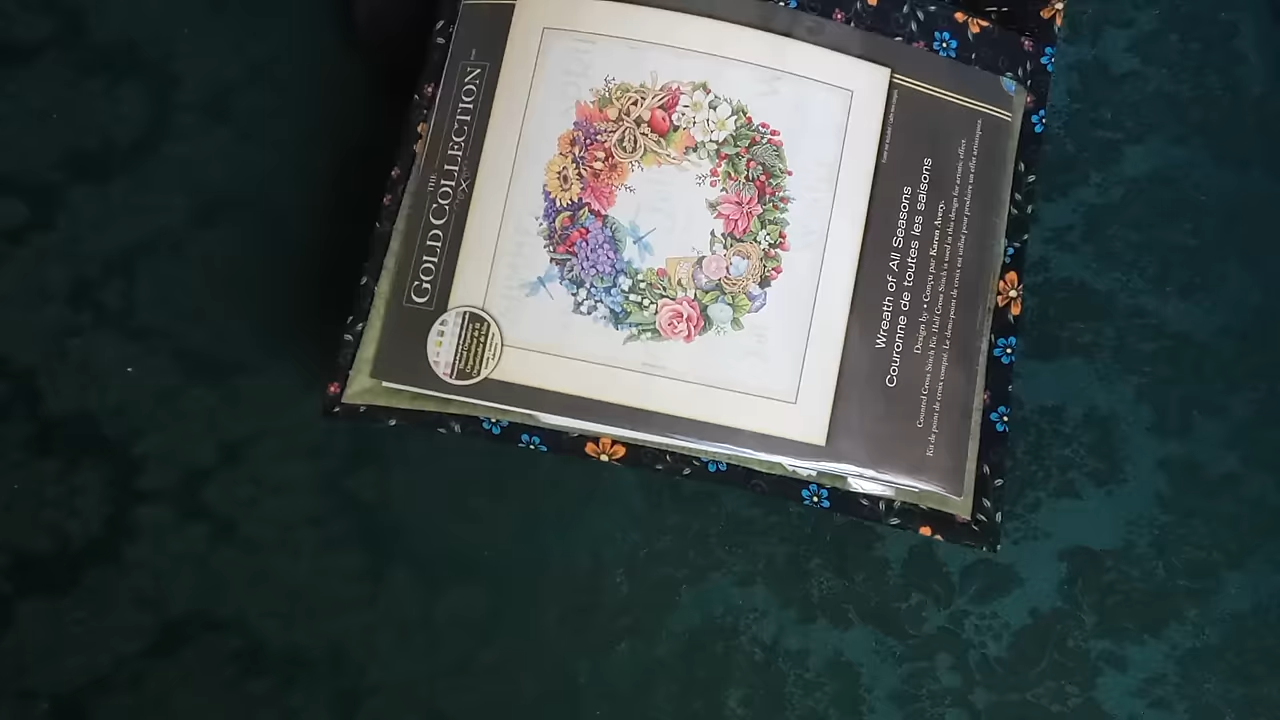 THE
GOLD COLLECTION
Thread Organizer
Wreath of All Seasons
Couronne de toutes les saisons
Design by • Conçu par Karen Avery.
Counted Cross Stitch Kit. Half Cross Stitch is used in this design for artistic effect.
Kit de point de croix compté. Le demi-point de croix est utilisé pour produire un effet artistique.